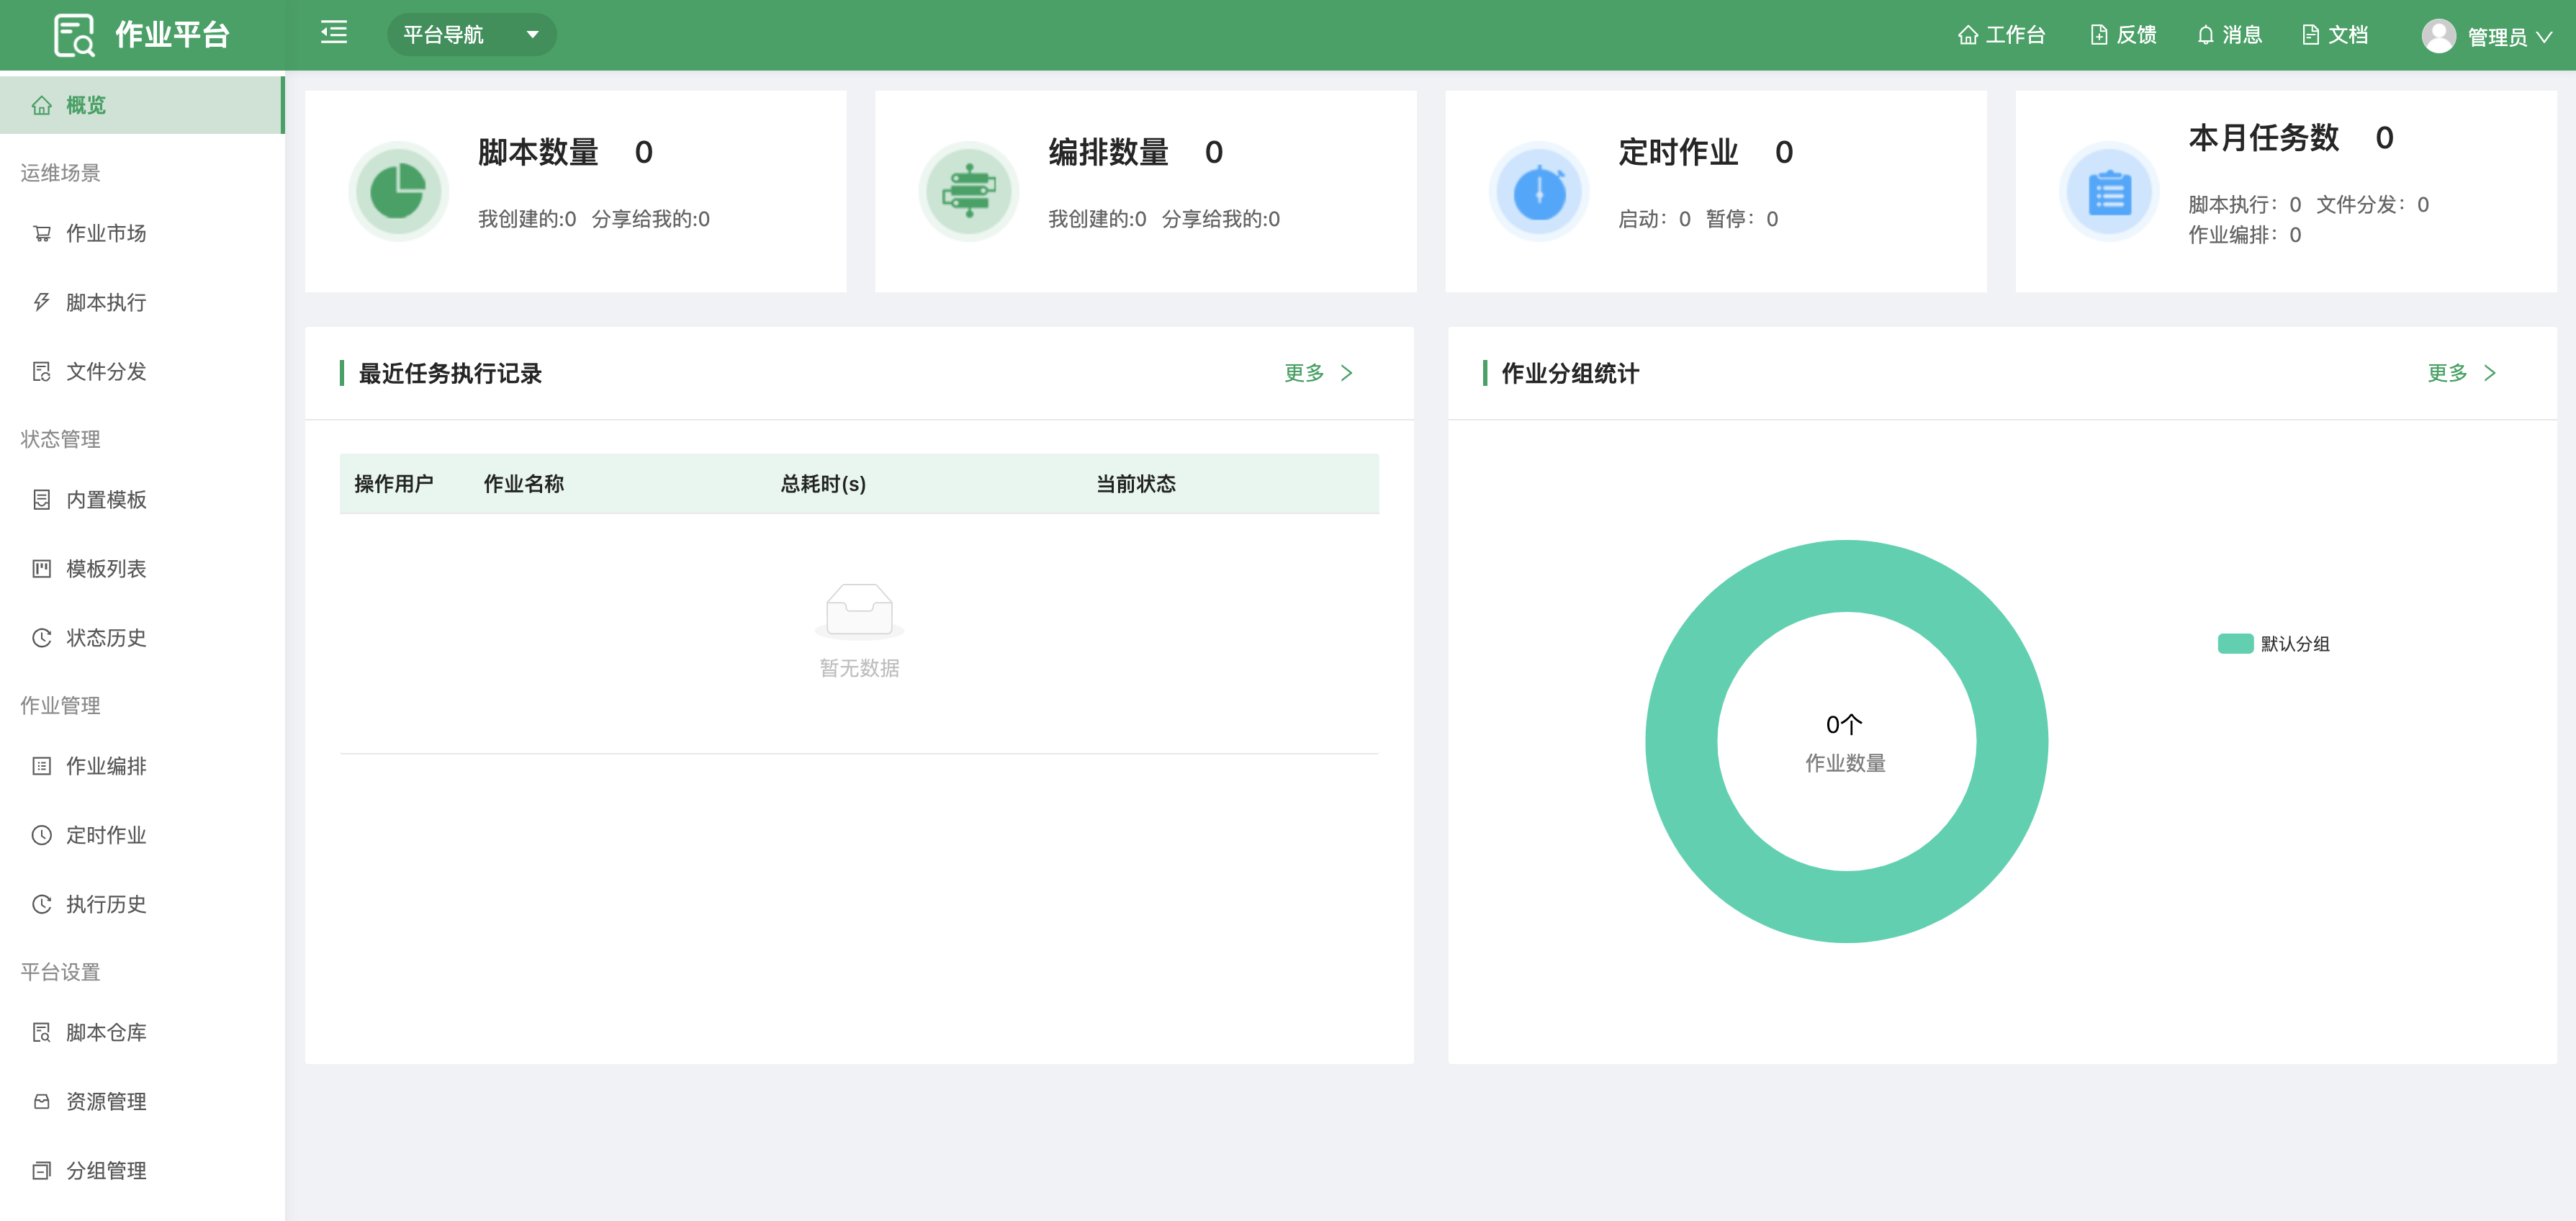 作业平台
平台导航
工作台
反馈
消息
文档
管理员
概览
运维场景
作业市场
脚本执行
文件分发
状态管理
内置模板
模板列表
状态历史
作业管理
作业编排
定时作业
执行历史
平台设置
脚本仓库
资源管理
分组管理
脚本数量 0
我创建的:0 分享给我的:0
编排数量 0
我创建的:0 分享给我的:0
定时作业 0
启动：0 暂停：0
本月任务数 0
脚本执行：0 文件分发：0
作业编排：0
最近任务执行记录
更多
操作用户 作业名称 总耗时(s) 当前状态
暂无数据
作业分组统计
更多
0个
作业数量
默认分组